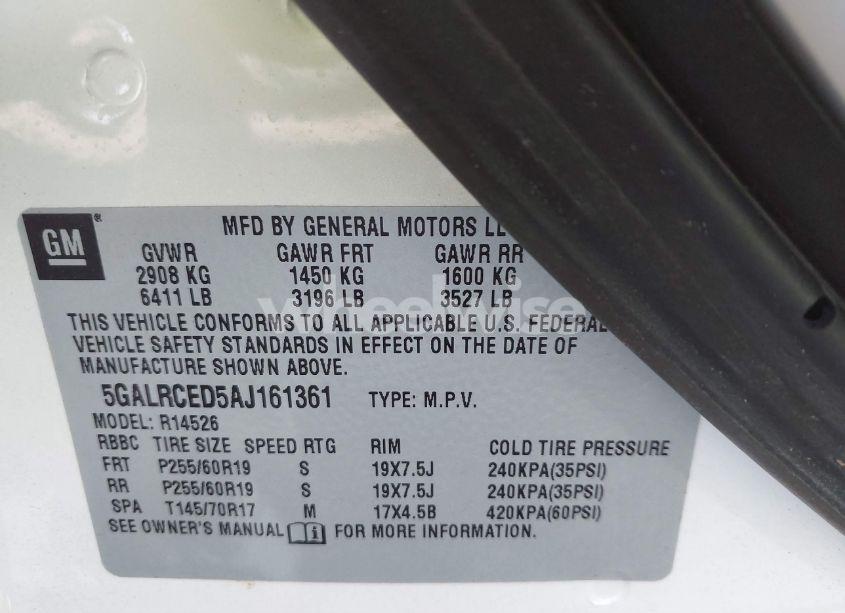 GM
MFD BY GENERAL MOTORS
GVWR GAWR FRT GAWR RR
2908 KG 1450 KG 1600 KG
6411 LB 3196 LB 3527 LB
THIS VEHICLE CONFORMS TO ALL APPLICABLE U.S. FEDERAL
VEHICLE SAFETY STANDARDS IN EFFECT ON THE DATE OF
MANUFACTURE SHOWN ABOVE.
5GALRCED5AJ161361 TYPE: M.P.V.
MODEL: R14526
RBBC TIRE SIZE SPEED RTG RIM COLD TIRE PRESSURE
FRT P255/60R19 S 19X7.5J 240KPA(35PSI)
RR P255/60R19 S 19X7.5J 240KPA(35PSI)
SPA T145/70R17 M 17X4.5B 420KPA(60PSI)
SEE OWNER'S MANUAL i FOR MORE INFORMATION.
wheelwise